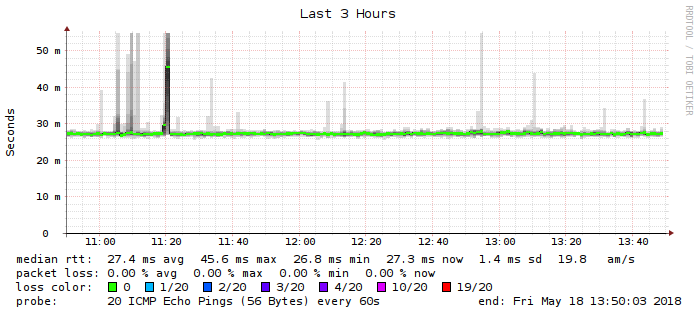 Last 3 Hours
RRDTOOL / TOBI OETIKER
Seconds
50 m
40 m
30 m
20 m
10 m
0
11:00 11:20 11:40 12:00 12:20 12:40 13:00 13:20 13:40
median rtt: 27.4 ms avg 45.6 ms max 26.8 ms min 27.3 ms now 1.4 ms sd 19.8 am/s
packet loss: 0.00 % avg 0.00 % max 0.00 % min 0.00 % now
loss color: 0 1/20 2/20 3/20 4/20 10/20 19/20
probe: 20 ICMP Echo Pings (56 Bytes) every 60s end: Fri May 18 13:50:03 2018